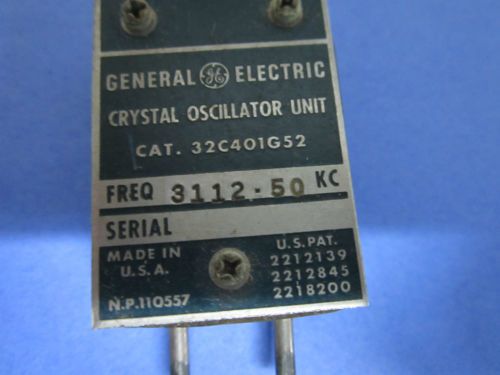 GENERAL GE ELECTRIC
CRYSTAL OSCILLATOR UNIT
CAT. 32C401G52
FREQ 3112.50 KC
SERIAL
MADE IN
U.S.A.
N.P.110557
U.S. PAT.
2212139
2212845
2218200